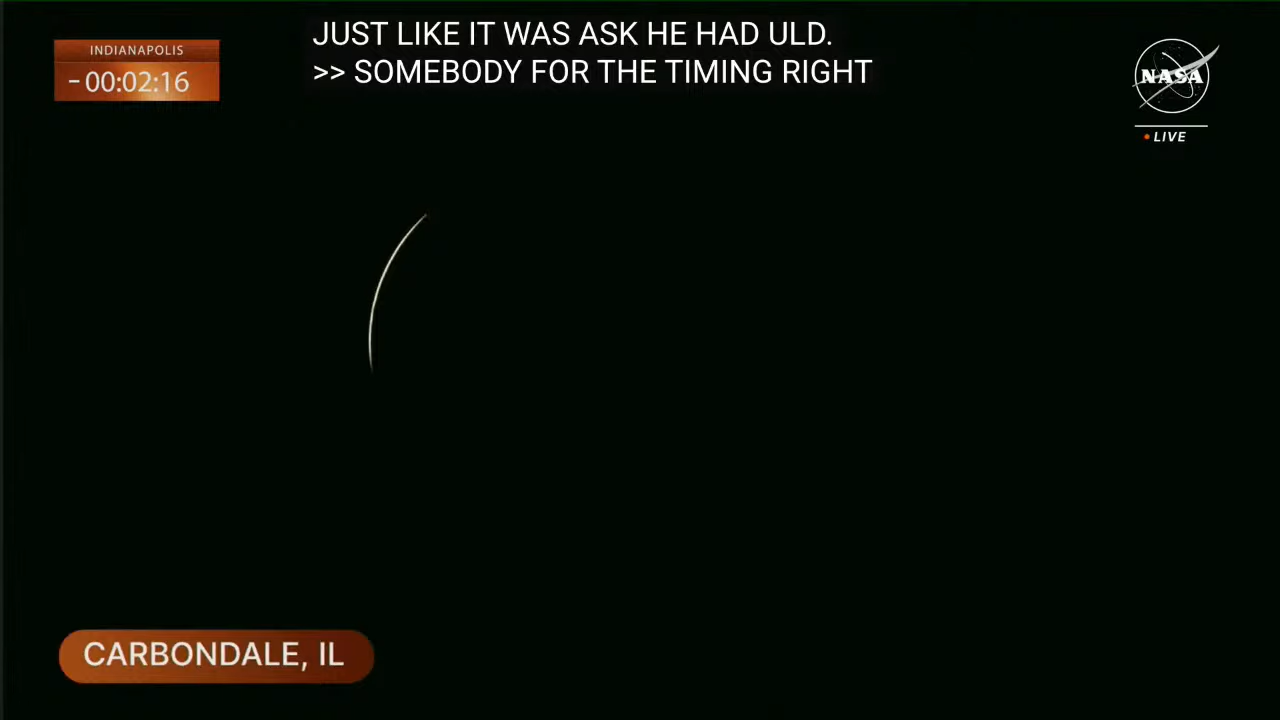 INDIANAPOLIS
-00:02:16
JUST LIKE IT WAS ASK HE HAD ULD.
>> SOMEBODY FOR THE TIMING RIGHT
NASA
LIVE
CARBONDALE, IL